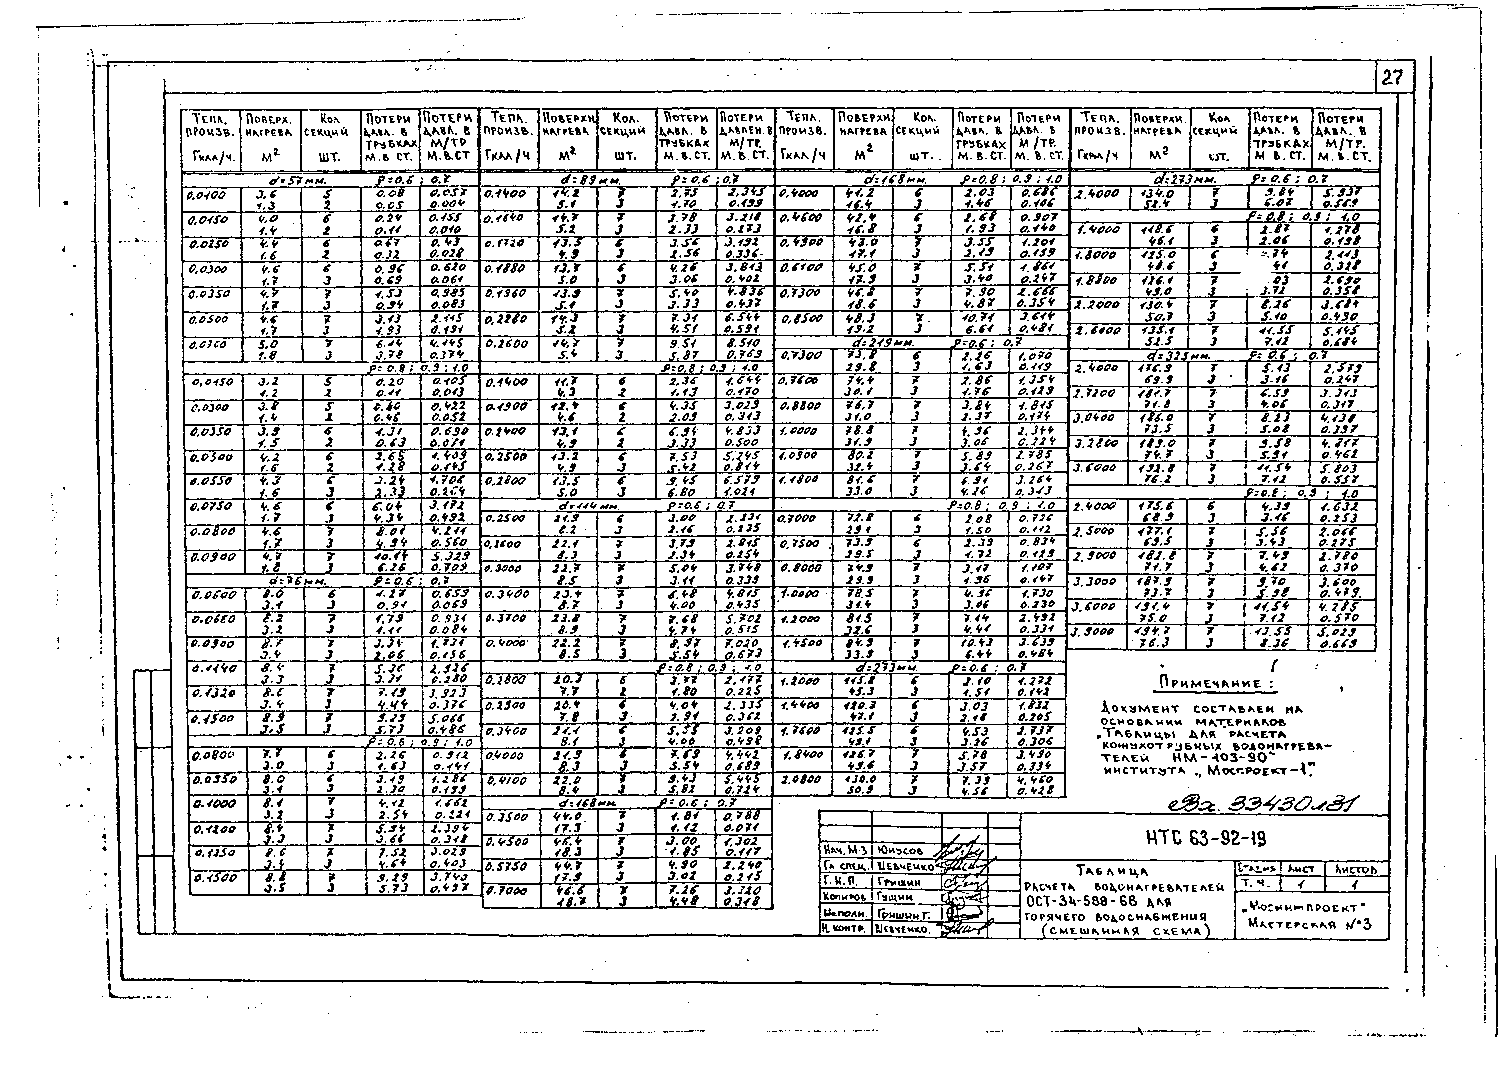 27
ТЕПЛ. ПРОИЗВ. ГКАЛ/Ч. ПОВЕРХ. НАГРЕВА М² КОЛ СЕКЦИЙ ШТ. ПОТЕРИ ДАВЛ. В ТРУБКАХ М.В.СТ. ПОТЕРИ ДАВЛ. В М/ТР М.В.СТ
d=57мм. P=0.6; 0.7
0.0100 3.6 5 0.08 0.057
1.3 2 0.05 0.004
0.0150 4.0 6 0.24 0.155
1.4 2 0.11 0.010
0.0250 4.4 6 0.67 0.43
1.6 2 0.32 0.028
0.0300 4.6 6 0.96 0.620
1.7 3 0.69 0.061
0.0350 4.7 7 1.53 0.985
1.7 3 0.94 0.083
0.0500 4.6 7 3.13 2.115
1.7 3 1.93 0.191
5.0 7 6.14 4.145
1.8 3 3.78 0.374
P=0.8; 0.9; 1.0
0.0150 3.2 5 0.20 0.105
1.2 2 0.11 0.013
0.0300 3.8 5 0.422
1.4 2 0.46 0.052
0.0350 3.9 6 1.31 0.690
1.5 2 0.63 0.071
4.2 6 2.65 1.409
1.6 2 1.28 0.145
0.0550 4.3 6 3.24 1.706
1.6 3 2.33 0.264
0.0750 4.6 6 6.04 3.172
1.7 3 4.34 0.492
0.0800 4.6 7 8.01 4.216
1.7 3 4.94 0.560
0.0900 4.7 7 10.14 5.329
1.8 3 6.26 0.709
d=76мм. P=0.6; 0.7
0.0600 8.0 6 1.27 0.659
3.1 3 0.91 0.069
8.2 7 1.79 0.931
3.2 3 1.11 0.084
0.0900 8.7 7 3.34
3.4 3 2.06 0.156
0.1140 8.4 7
3.3 3 3.31 0.280
0.1320 8.6 7 7.19 3.923
3.4 3 4.44 0.376
0.1500 8.9 7 9.29 5.066
3.5 3 5.73 0.486
P=0.8; 0.9; 1.0
0.0800 7.7 6 2.26 0.912
3.0 3 1.63 0.141
0.0950 8.0 6 3.19 1.286
3.1 3 2.30 0.199
0.1000 8.1 7 4.12 1.662
3.2 3 2.54 0.221
0.1200 8.4 7 5.94 2.394
3.3 3 3.66 0.318
0.1350 8.6 7 7.52 3.029
3.4 3 4.64 0.403
0.1500 8.8 7 9.29 3.743
3.5 3 5.73 0.497
ТЕПЛ. ПРОИЗВ. ГКАЛ/Ч ПОВЕРХН. НАГРЕВА М² КОЛ. СЕКЦИЙ ШТ. ПОТЕРИ ДАВЛ. В ТРУБКАХ М.В.СТ. ПОТЕРИ ДАВЛЕН. В М/ТР. М.В.СТ.
d=89мм. P=0.6; 0.7
0.1400 14.2 7 2.75 2.345
5.1 3 1.70 0.199
0.1640 14.7 7 3.78 3.218
5.2 3 2.33 0.273
0.1720 13.5 6 3.56 3.192
4.9 3 2.56 0.336
0.1880 13.7 6 4.26 3.813
5.0 3 3.06 0.402
0.1960 13.9 7 5.40 4.836
5.1 3 3.33 0.437
0.2280 14.3 7 7.31 6.544
5.2 3 4.51 0.591
0.2600 14.7 7 9.51 8.510
5.4 3 5.87 0.769
P=0.8; 0.9; 1.0
0.1400 11.7 6 2.36 1.644
4.3 2 1.13 0.170
0.1900 12.4 6 4.35 3.029
4.6 2 2.09 0.313
0.2400 13.1 6 6.94 4.833
4.9 2 3.33 0.500
0.2500 13.2 6 7.53 5.245
4.9 3 5.42 0.814
0.2800 13.5 6 9.45 6.579
5.0 3 6.80 1.021
d=114мм. P=0.6; 0.7
0.2500 21.9 6 3.00 2.231
8.2 3 2.16 0.235
0.2600 22.1 7 3.79 2.815
8.3 3 2.34 0.254
0.3000 22.7 7 5.04 3.748
8.5 3 3.11 0.339
0.3400 23.4 7 6.48 4.815
8.7 3 4.00 0.435
0.3700 23.8 7 7.68 5.702
8.9 3 4.74 0.515
0.4000 22.2 7 8.97 7.020
8.5 3 5.54 0.673
P=0.8; 0.9; 1.0
0.2800 20.3 6 3.77 2.177
7.7 2 1.80 0.225
0.2900 20.4 6 4.04 2.335
7.8 3 2.91 0.362
0.3400 21.1 6 5.55 3.209
8.1 3 4.00 0.498
0.4000 21.9 6 7.69 4.442
8.3 3 5.54 0.689
0.4100 22.0 7 9.43 5.445
8.4 3 5.82 0.724
d=168мм. P=0.6; 0.7
0.3500 44.0 7 1.81 0.788
17.3 3 1.12 0.071
0.4500 46.4 7 3.00 1.302
18.3 3 1.85 0.117
0.5750 44.7 7 4.90 2.240
17.9 3 3.02 0.215
0.7000 46.6 7 7.26 3.320
18.7 3 4.48 0.318
ТЕПЛ. ПРОИЗВ. ГКАЛ/Ч ПОВЕРХН НАГРЕВА М² КОЛ СЕКЦИЙ ШТ. ПОТЕРИ ДАВЛ. В ТРУБКАХ М.В.СТ. ПОТЕРИ ДАВЛ. В М/ТР. М.В.СТ.
d=168мм. P=0.8; 0.9; 1.0
0.4000 41.2 6 2.03 0.686
16.4 3 1.46 0.106
0.4600 42.4 6 2.68 0.907
16.8 3 1.93 0.140
0.4900 43.0 7 3.55 1.201
17.1 3 2.19 0.159
0.6100 45.0 7 5.51 1.861
17.9 3 3.40 0.247
0.7300 46.8 7 7.90 2.666
18.6 3 4.87 0.354
0.8500 48.3 7 10.71 3.614
19.2 3 6.61 0.481
d=219мм. P=0.6; 0.7
0.7300 73.8 6 2.26 1.070
29.8 3 1.63 0.119
0.7600 74.4 7 2.86 1.354
30.1 3 1.76 0.129
0.8800 76.7 7 3.84 1.815
31.0 3 2.37 0.174
1.0000 78.8 7 4.96 2.344
31.9 3 3.06 0.224
1.0900 80.2 7 5.89 2.785
32.4 3 3.64 0.267
1.1800 81.6 7 6.91 3.264
33.0 3 4.26 0.313
P=0.8; 0.9; 1.0
0.7000 72.8 6 2.08 0.726
29.1 3 1.50 0.112
0.7500 73.9 6 2.39 0.834
29.5 3 1.72 0.129
0.8000 74.9 7 3.17 1.107
29.9 3 1.96 0.147
1.0000 78.5 7 4.96 1.730
31.4 3 3.06 0.230
1.2000 81.5 7 7.14 2.492
32.6 3 4.41 0.331
1.4500 84.9 7 10.43 3.639
33.9 3 6.44 0.484
d=273мм. P=0.6; 0.7
1.2000 115.8 6 2.10 1.272
45.3 3 1.51 0.142
1.4400 120.3 6 3.03 1.832
47.1 3 2.18 0.205
1.7600 125.5 6 4.53 2.737
49.1 3 3.26 0.306
1.8400 126.7 7 5.78 3.490
49.6 3 3.57 0.334
2.0800 130.0 7 7.39 4.460
50.9 3 4.56 0.428
ТЕПЛ. ПРОИЗВ. ГКАЛ/Ч ПОВЕРХН. НАГРЕВА М² КОЛ СЕКЦИЙ ШТ. ПОТЕРИ ДАВЛ. В ТРУБКАХ М.В.СТ. ПОТЕРИ ДАВЛ. В М/ТР. М.В.СТ.
d=273мм. P=0.6; 0.7
2.4000 134.0 7 9.84 5.937
52.4 3 6.07 0.569
P=0.8; 0.9; 1.0
1.4000 118.6 6 2.87 1.278
46.1 3 2.06 0.198
1.8000 125.0 6 2.113
48.6 3 0.328
1.8800 126.1 7 2.690
49.0 3 3.72 0.358
2.2000 130.4 7 8.26 3.684
50.7 3 5.10 0.490
2.6000 135.1 7 11.55 5.145
52.5 3 7.12 0.684
d=325мм. P=0.6; 0.7
2.4000 176.9 7 5.13 2.579
69.9 3 3.16 0.247
2.7200 181.7 7 6.59 3.313
71.8 3 4.06 0.317
3.0400 186.0 7 8.23 4.138
73.5 3 5.08 0.397
3.2800 189.0 7 9.58 4.817
74.7 3 5.91 0.462
3.6000 192.8 7 11.54 5.803
76.2 3 7.12 0.557
P=0.8; 0.9; 1.0
2.4000 175.6 6 4.39 1.632
68.9 3 3.16 0.253
2.5000 177.1 7 5.56 2.066
69.5 3 3.43 0.275
2.9000 182.8 7 7.49 2.780
71.7 3 4.62 0.370
3.3000 187.9 7 9.70 3.600
73.7 3 5.98 0.479
3.6000 191.4 7 11.54 4.285
75.0 3 7.12 0.570
3.9000 194.7 7 13.55 5.029
76.3 3 8.36 0.669
ПРИМЕЧАНИЕ:
ДОКУМЕНТ СОСТАВЛЕН НА
ОСНОВАНИИ МАТЕРИАЛОВ
„ТАБЛИЦЫ ДЛЯ РАСЧЕТА
КОЖУХОТРУБНЫХ ВОДОНАГРЕВА-
ТЕЛЕЙ НМ-103-90"
ИНСТИТУТА „МОСПРОЕКТ-1"
Вх. 33430л31
НТС 63-92-19
НАЧ. М-3 ЮНУСОВ
ГЛ. СПЕЦ. ШЕВЧЕНКО
Г.И.П. ГРИШИН
КОПИРОВ ГУЩИН
ИСПОЛН. ГРИШИН Г.
Н. КОНТР. ШЕВЧЕНКО.
ТАБЛИЦА
РАСЧЕТА ВОДОНАГРЕВАТЕЛЕЙ
ОСТ-34-588-68 ДЛЯ
ГОРЯЧЕГО ВОДОСНАБЖЕНИЯ
(СМЕШАННАЯ СХЕМА)
СТАДИЯ ЛИСТ ЛИСТОВ
Т.Ч. 1 1
„МОСИНЖПРОЕКТ"
МАСТЕРСКАЯ №3